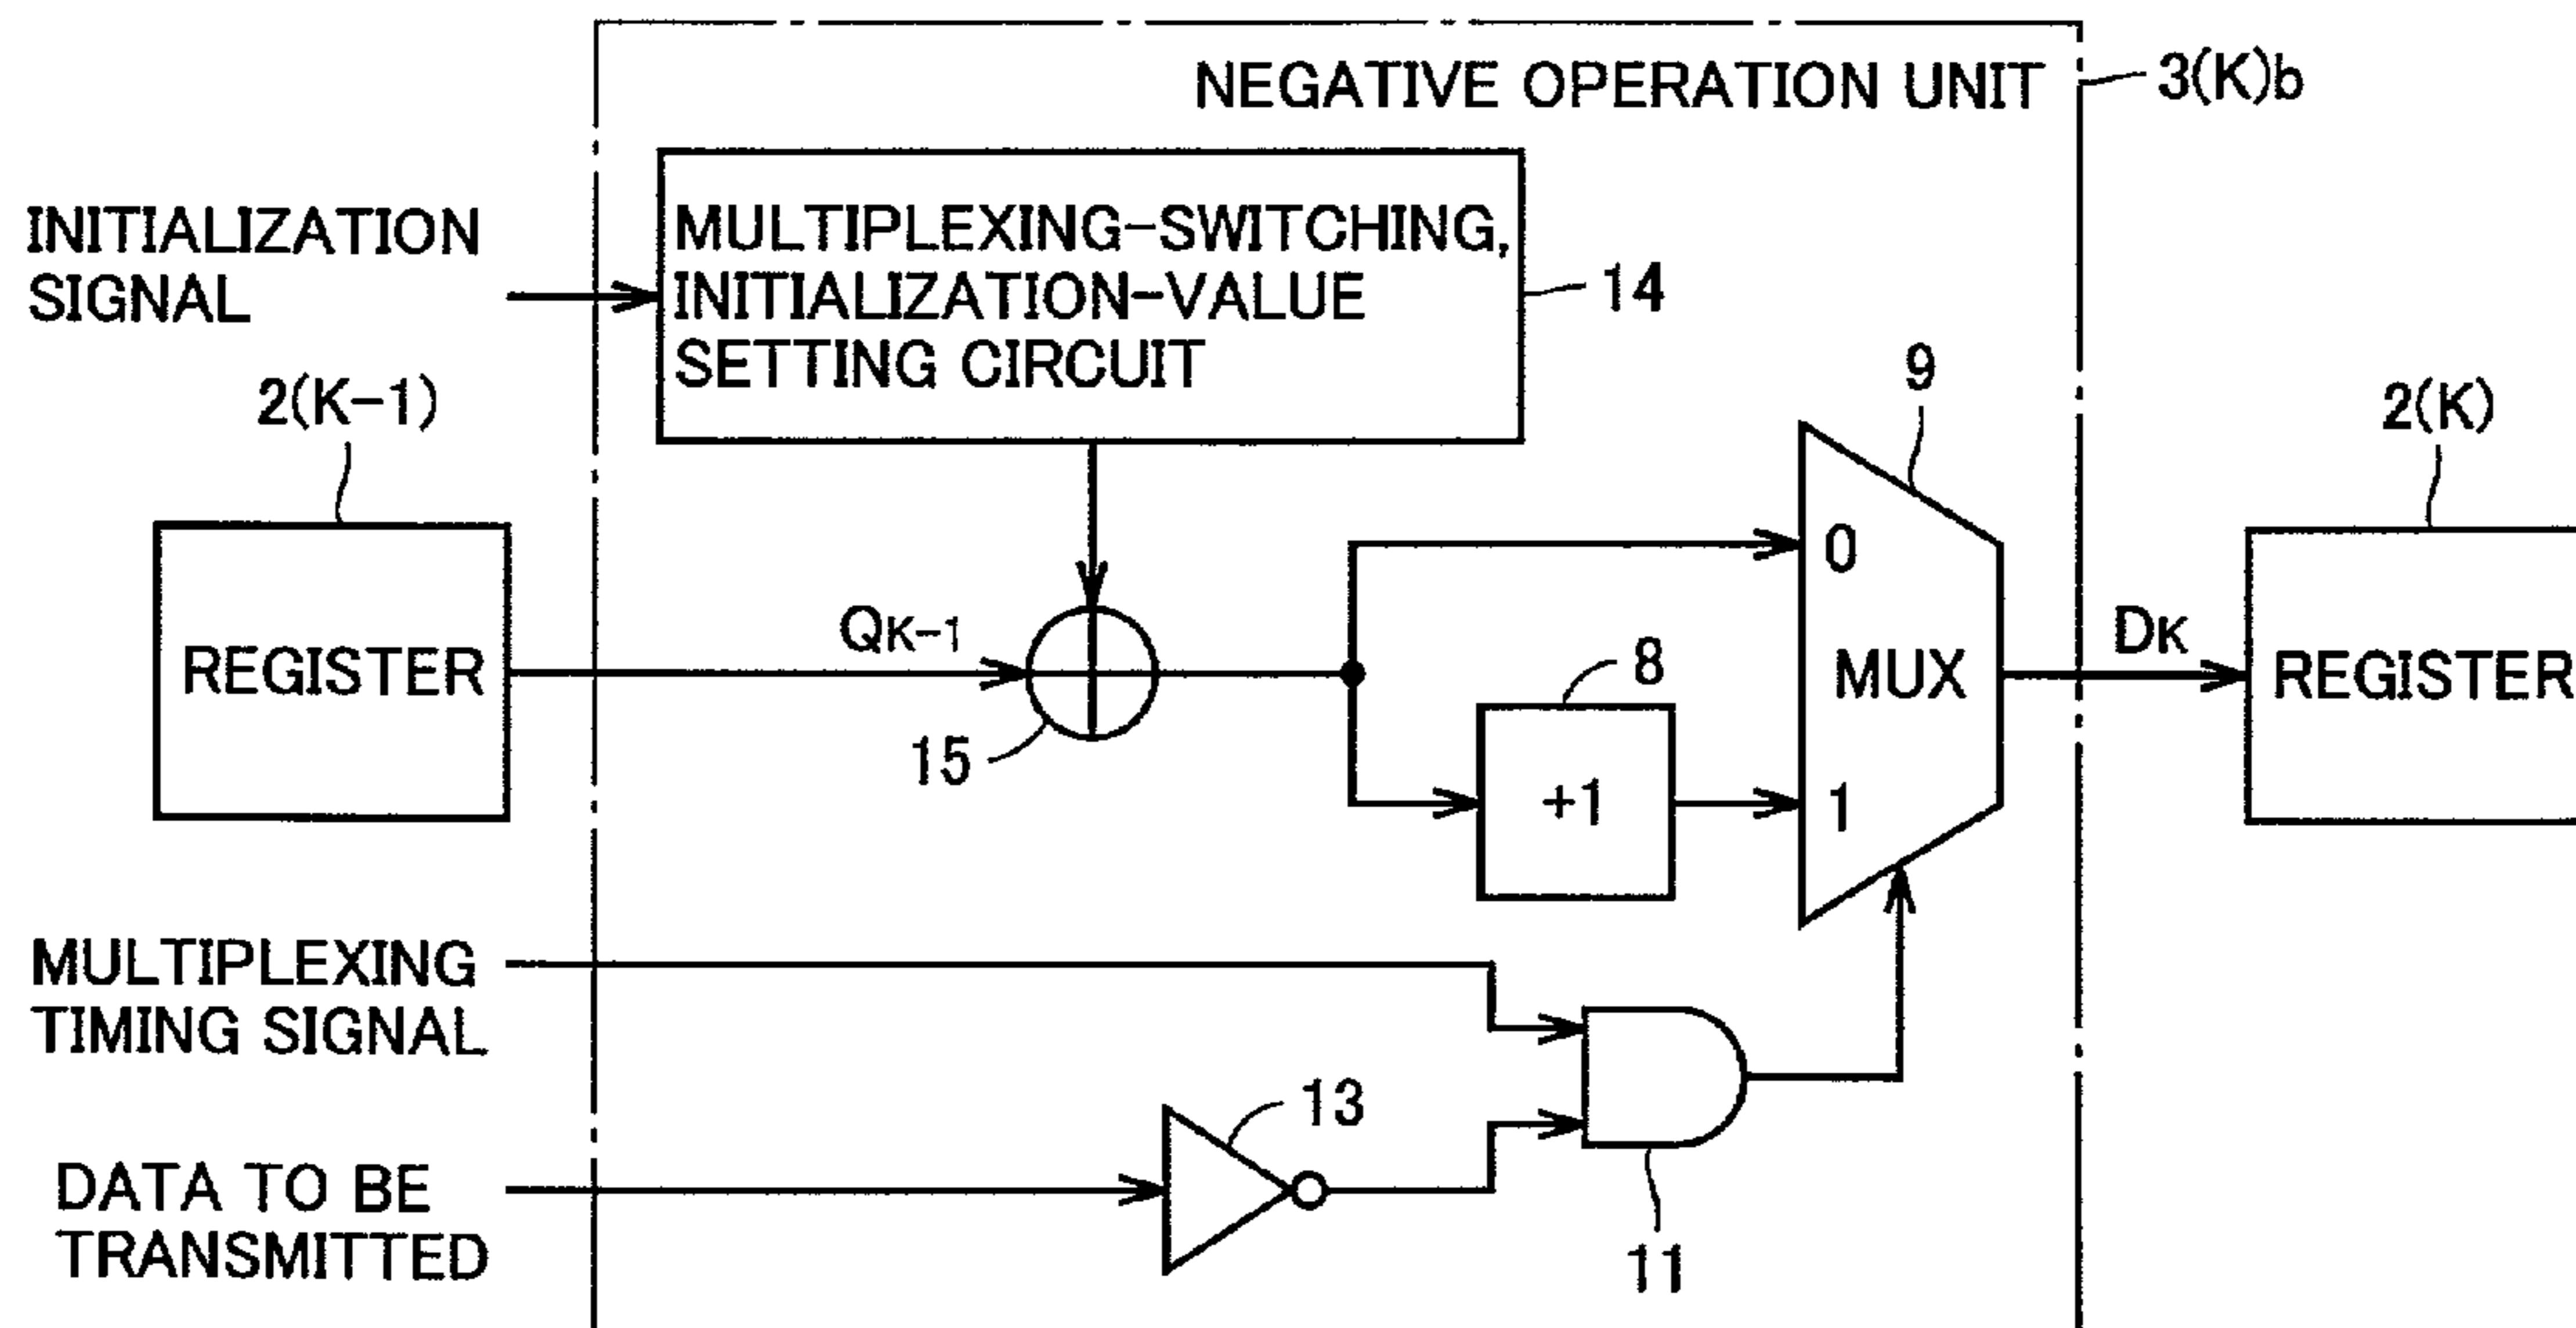 NEGATIVE OPERATION UNIT
3(K)b
INITIALIZATION
SIGNAL
MULTIPLEXING-SWITCHING,
INITIALIZATION-VALUE
SETTING CIRCUIT
14
2(K-1)
9
2(K)
REGISTER
QK-1
15
0
MUX
1
8
+1
DK
REGISTER
MULTIPLEXING
TIMING SIGNAL
13
11
DATA TO BE
TRANSMITTED